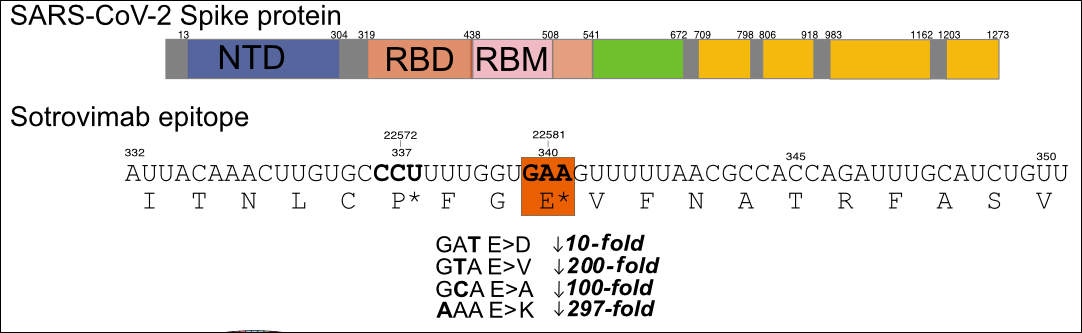 SARS-CoV-2 Spike protein
13 304 319 438 508 541 672 709 798 806 918 983 1162 1203 1273
NTD RBD RBM
Sotrovimab epitope
22572 22581
332 337 340 345 350
AUUACAAACUUGUGCCCUUUUGGUGAAGUUUUUAACGCCACCAGAUUUGCAUCUGUU
I T N L C P* F G E* V F N A T R F A S V
GAT E>D ↓10-fold
GTA E>V ↓200-fold
GCA E>A ↓100-fold
AAA E>K ↓297-fold